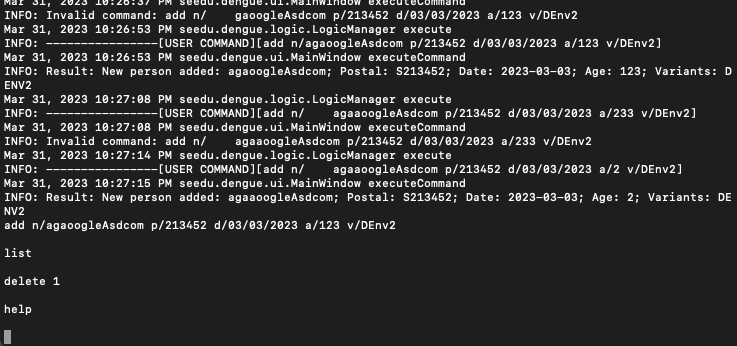 Mar 31, 2023 10:26:37 PM seedu.dengue.ui.MainWindow executeCommand
INFO: Invalid command: add n/    gaoogleAsdcom p/213452 d/03/03/2023 a/123 v/DEnv2
Mar 31, 2023 10:26:53 PM seedu.dengue.logic.LogicManager execute
INFO: ----------------[USER COMMAND][add n/agaoogleAsdcom p/213452 d/03/03/2023 a/123 v/DEnv2]
Mar 31, 2023 10:26:53 PM seedu.dengue.ui.MainWindow executeCommand
INFO: Result: New person added: agaoogleAsdcom; Postal: S213452; Date: 2023-03-03; Age: 123; Variants: D
ENV2
Mar 31, 2023 10:27:08 PM seedu.dengue.logic.LogicManager execute
INFO: ----------------[USER COMMAND][add n/    agaaoogleAsdcom p/213452 d/03/03/2023 a/233 v/DEnv2]
Mar 31, 2023 10:27:08 PM seedu.dengue.ui.MainWindow executeCommand
INFO: Invalid command: add n/    agaaoogleAsdcom p/213452 d/03/03/2023 a/233 v/DEnv2
Mar 31, 2023 10:27:14 PM seedu.dengue.logic.LogicManager execute
INFO: ----------------[USER COMMAND][add n/    agaaoogleAsdcom p/213452 d/03/03/2023 a/2 v/DEnv2]
Mar 31, 2023 10:27:15 PM seedu.dengue.ui.MainWindow executeCommand
INFO: Result: New person added: agaaoogleAsdcom; Postal: S213452; Date: 2023-03-03; Age: 2; Variants: DE
NV2
add n/agaoogleAsdcom p/213452 d/03/03/2023 a/123 v/DEnv2
list
delete 1
help